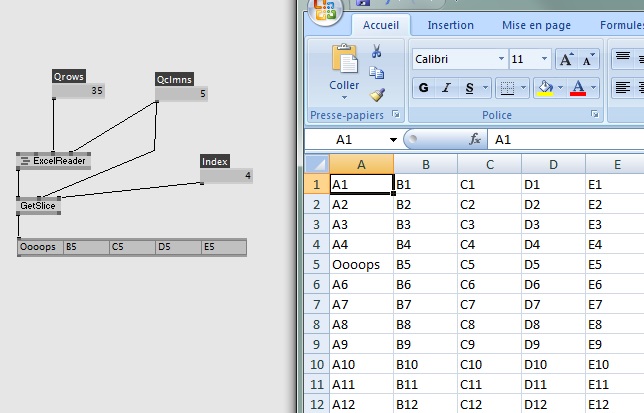 Qrows
35
Qclmns
5
ExcelReader
Index
4
GetSlice
Oooops B5 C5 D5 E5
Accueil Insertion Mise en page Formules
Coller
Calibri 11 A A
G I S A
Presse-papiers Police
A1 fx A1
A B C D E
1 A1 B1 C1 D1 E1
2 A2 B2 C2 D2 E2
3 A3 B3 C3 D3 E3
4 A4 B4 C4 D4 E4
5 Oooops B5 C5 D5 E5
6 A6 B6 C6 D6 E6
7 A7 B7 C7 D7 E7
8 A8 B8 C8 D8 E8
9 A9 B9 C9 D9 E9
10 A10 B10 C10 D10 E10
11 A11 B11 C11 D11 E11
12 A12 B12 C12 D12 E12